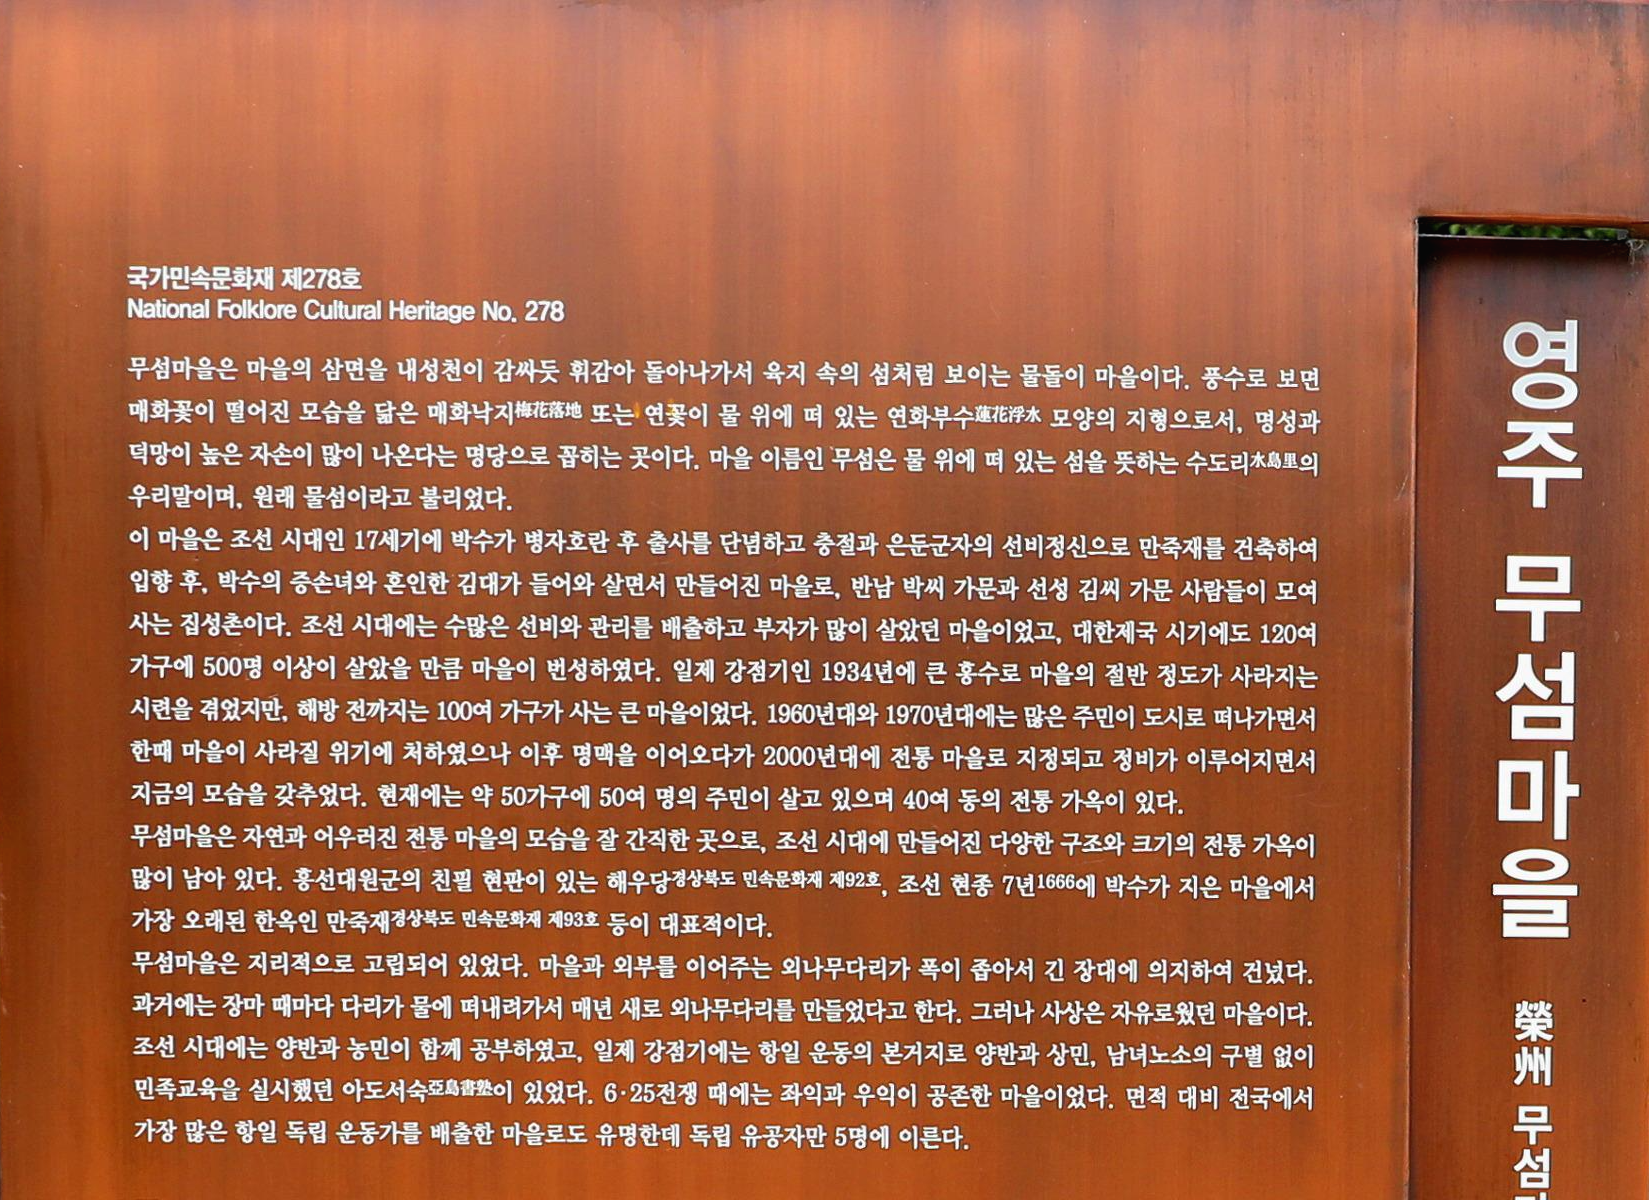 국가민속문화재 제278호
National Folklore Cultural Heritage No. 278
무섬마을은 마을의 삼면을 내성천이 감싸듯 휘감아 돌아나가서 육지 속의 섬처럼 보이는 물돌이 마을이다. 풍수로 보면
매화꽃이 떨어진 모습을 닮은 매화낙지梅花落地 또는 연꽃이 물 위에 떠 있는 연화부수蓮花浮水 모양의 지형으로서, 명성과
덕망이 높은 자손이 많이 나온다는 명당으로 꼽히는 곳이다. 마을 이름인 무섬은 물 위에 떠 있는 섬을 뜻하는 수도리水島里의
우리말이며, 원래 물섬이라고 불리었다.
이 마을은 조선 시대인 17세기에 박수가 병자호란 후 출사를 단념하고 충절과 은둔군자의 선비정신으로 만죽재를 건축하여
입향 후, 박수의 증손녀와 혼인한 김대가 들어와 살면서 만들어진 마을로, 반남 박씨 가문과 선성 김씨 가문 사람들이 모여
사는 집성촌이다. 조선 시대에는 수많은 선비와 관리를 배출하고 부자가 많이 살았던 마을이었고, 대한제국 시기에도 120여
가구에 500명 이상이 살았을 만큼 마을이 번성하였다. 일제 강점기인 1934년에 큰 홍수로 마을의 절반 정도가 사라지는
시련을 겪었지만, 해방 전까지는 100여 가구가 사는 큰 마을이었다. 1960년대와 1970년대에는 많은 주민이 도시로 떠나가면서
한때 마을이 사라질 위기에 처하였으나 이후 명맥을 이어오다가 2000년대에 전통 마을로 지정되고 정비가 이루어지면서
지금의 모습을 갖추었다. 현재에는 약 50가구에 50여 명의 주민이 살고 있으며 40여 동의 전통 가옥이 있다.
무섬마을은 자연과 어우러진 전통 마을의 모습을 잘 간직한 곳으로, 조선 시대에 만들어진 다양한 구조와 크기의 전통 가옥이
많이 남아 있다. 흥선대원군의 친필 현판이 있는 해우당경상북도 민속문화재 제92호, 조선 현종 7년1666에 박수가 지은 마을에서
가장 오래된 한옥인 만죽재경상북도 민속문화재 제93호 등이 대표적이다.
무섬마을은 지리적으로 고립되어 있었다. 마을과 외부를 이어주는 외나무다리가 폭이 좁아서 긴 장대에 의지하여 건넜다.
과거에는 장마 때마다 다리가 물에 떠내려가서 매년 새로 외나무다리를 만들었다고 한다. 그러나 사상은 자유로웠던 마을이다.
조선 시대에는 양반과 농민이 함께 공부하였고, 일제 강점기에는 항일 운동의 본거지로 양반과 상민, 남녀노소의 구별 없이
민족교육을 실시했던 아도서숙亞島書塾이 있었다. 6·25전쟁 때에는 좌익과 우익이 공존한 마을이었다. 면적 대비 전국에서
가장 많은 항일 독립 운동가를 배출한 마을로도 유명한데 독립 유공자만 5명에 이른다.
영주 무섬마을
榮州 무섬